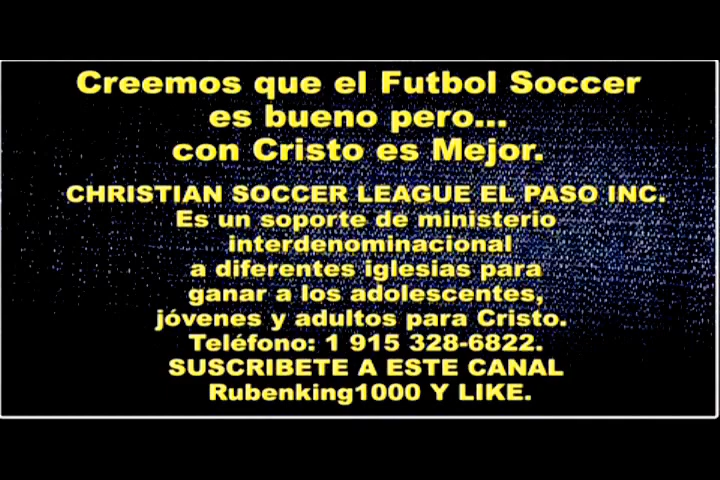 Creemos que el Futbol Soccer
es bueno pero...
con Cristo es Mejor.
CHRISTIAN SOCCER LEAGUE EL PASO INC.
Es un soporte de ministerio
interdenominacional
a diferentes iglesias para
ganar a los adolescentes,
jóvenes y adultos para Cristo.
Teléfono: 1 915 328-6822.
SUSCRIBETE A ESTE CANAL
Rubenking1000 Y LIKE.